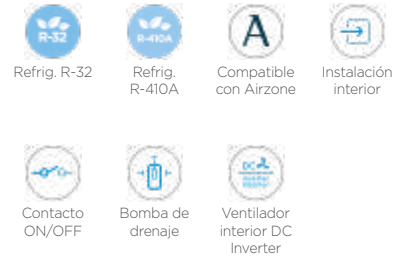 R-32
R-410A
A
Refrig. R-32
Refrig.
R-410A
Compatible
con Airzone
Instalación
interior
DC
Contacto
ON/OFF
Bomba de
drenaje
Ventilador
interior DC
Inverter